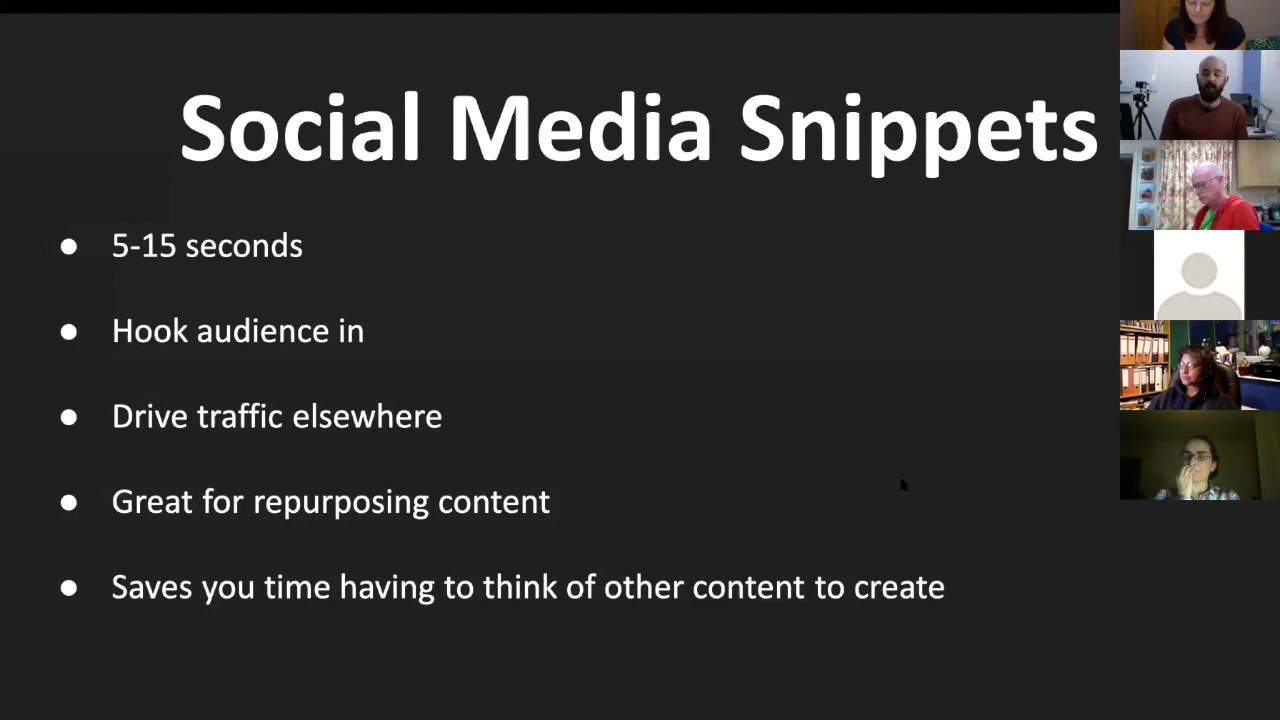 Social Media Snippets
● 5-15 seconds
● Hook audience in
● Drive traffic elsewhere
● Great for repurposing content
● Saves you time having to think of other content to create